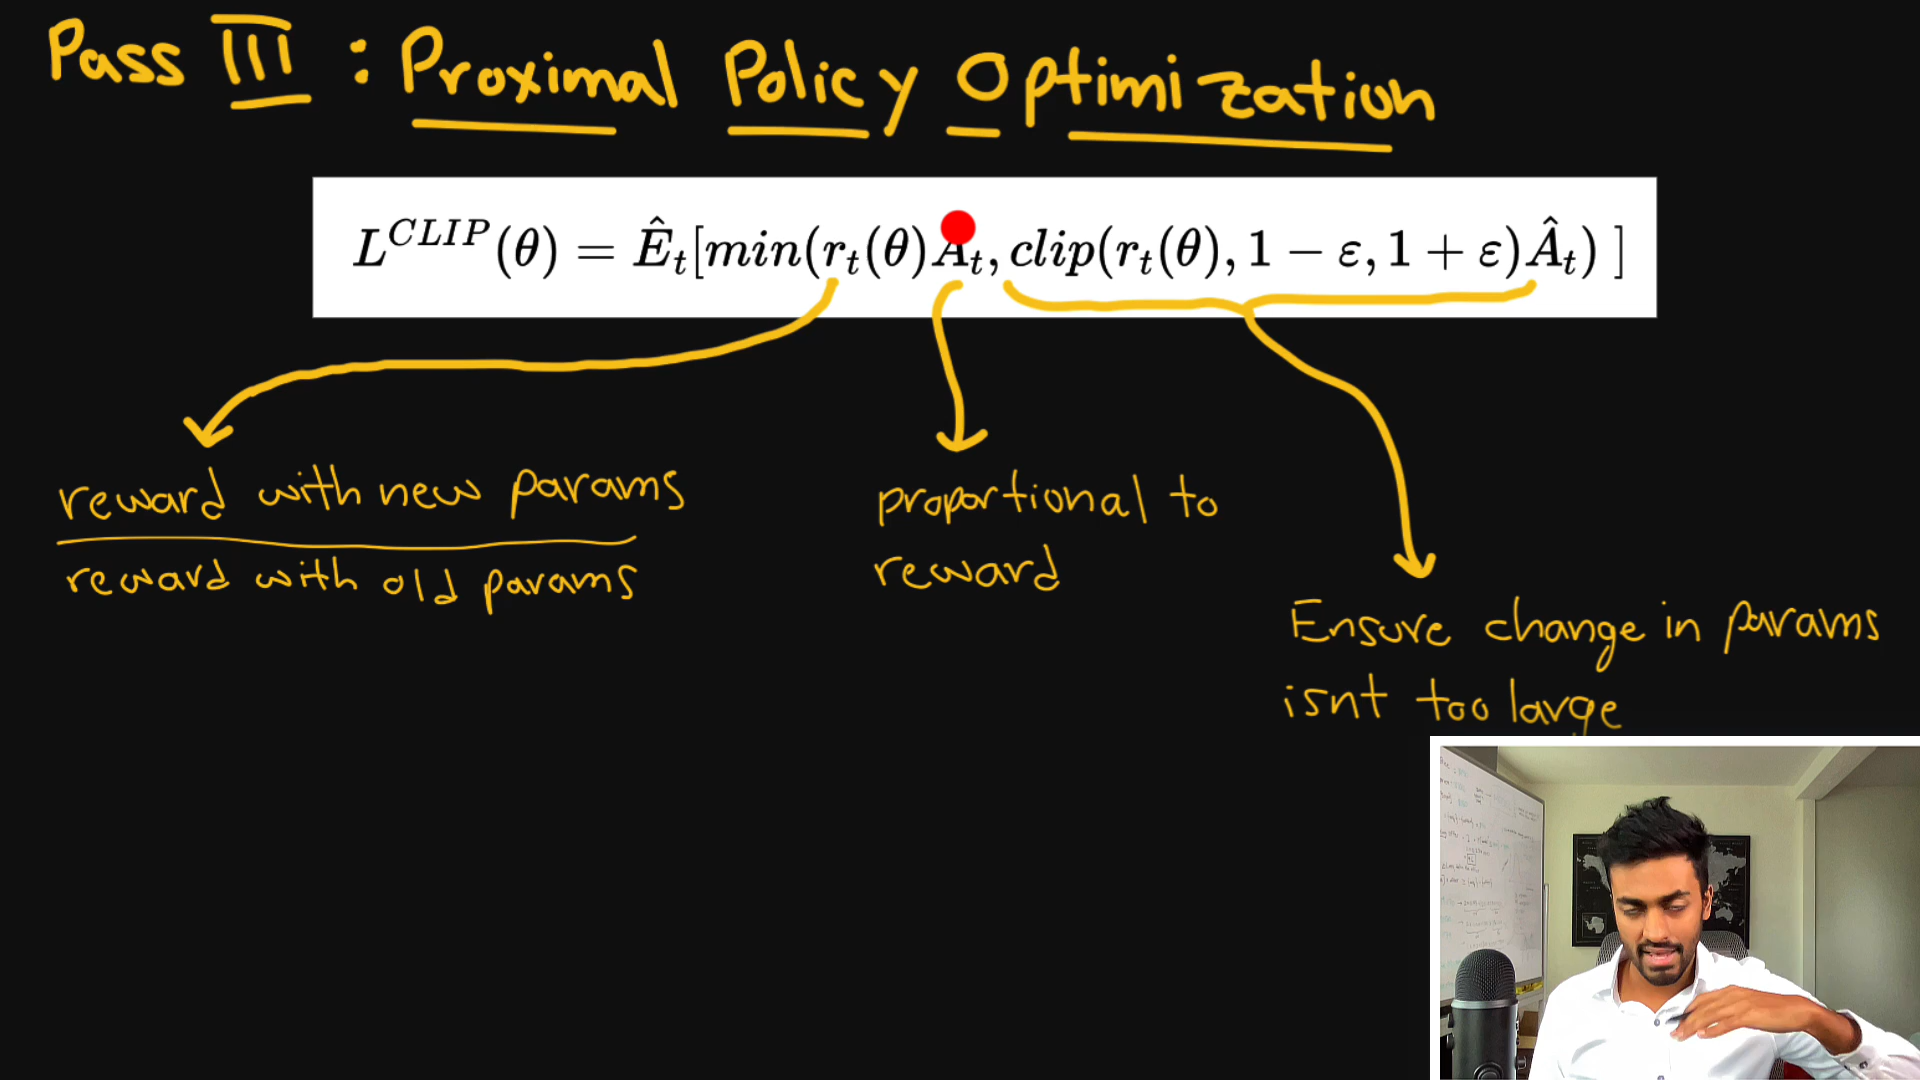 Pass III : Proximal Policy Optimization
L^{CLIP}(θ) = Ê_t[min(r_t(θ)Â_t, clip(r_t(θ), 1 − ε, 1 + ε)Â_t) ]
reward with new params
reward with old params
proportional to
reward
Ensure change in params
isnt too large